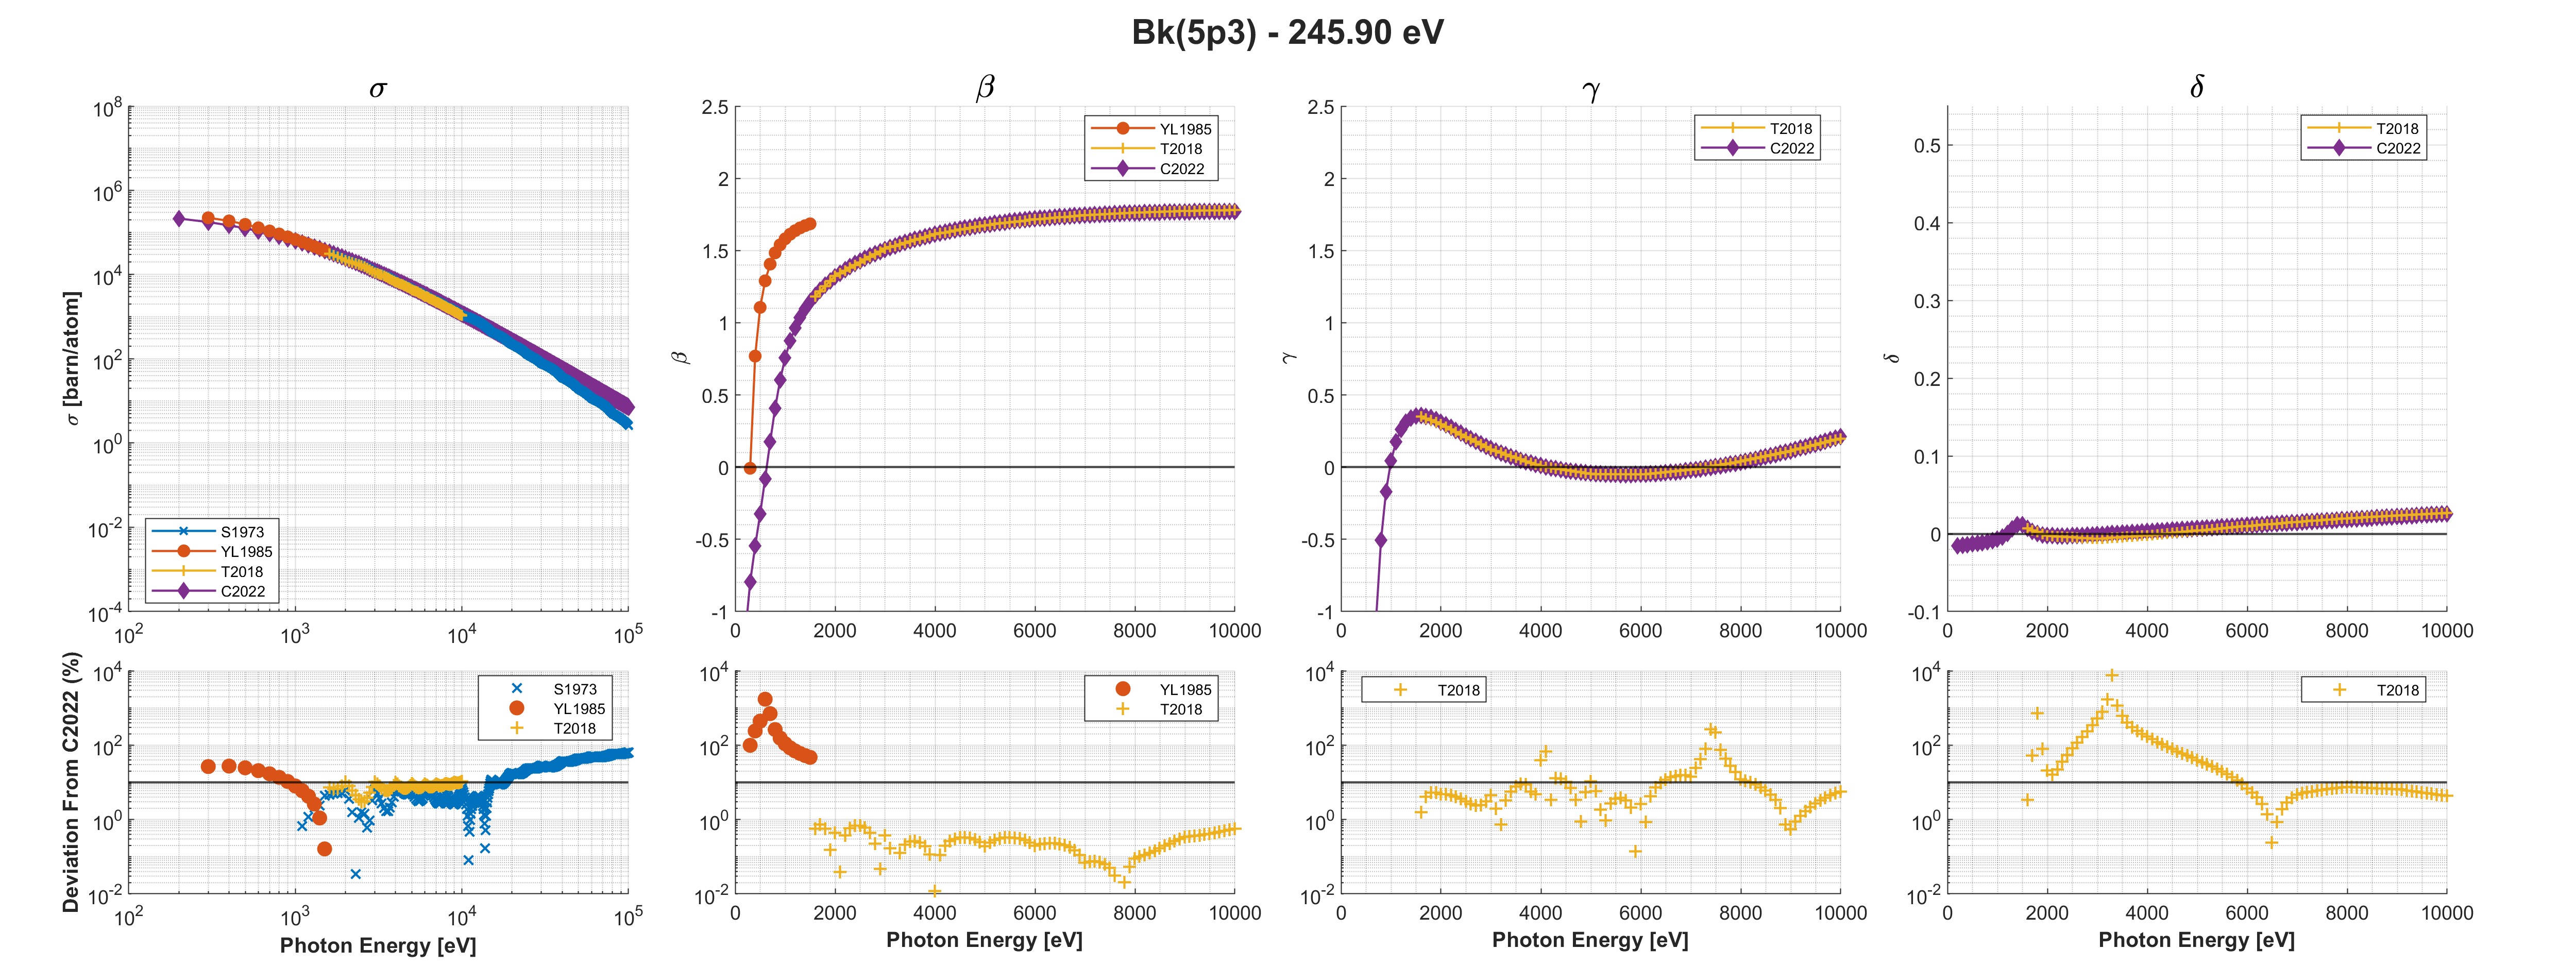 Bk(5p3) - 245.90 eV
σ
β
γ
δ
10^8
10^6
10^4
10^2
10^0
10^-2
10^-4
σ [barn/atom]
S1973
YL1985
T2018
C2022
10^2
10^3
10^4
10^5
2.5
2
1.5
1
0.5
0
-0.5
-1
β
YL1985
T2018
C2022
0
2000
4000
6000
8000
10000
2.5
2
1.5
1
0.5
0
-0.5
-1
γ
T2018
C2022
0
2000
4000
6000
8000
10000
0.5
0.4
0.3
0.2
0.1
0
-0.1
δ
T2018
C2022
0
2000
4000
6000
8000
10000
Deviation From C2022 (%)
10^4
10^2
10^0
10^-2
S1973
YL1985
T2018
10^2
10^3
10^4
10^5
Photon Energy [eV]
10^4
10^2
10^0
10^-2
YL1985
T2018
0
2000
4000
6000
8000
10000
Photon Energy [eV]
10^4
10^2
10^0
10^-2
T2018
0
2000
4000
6000
8000
10000
Photon Energy [eV]
10^4
10^2
10^0
10^-2
T2018
0
2000
4000
6000
8000
10000
Photon Energy [eV]